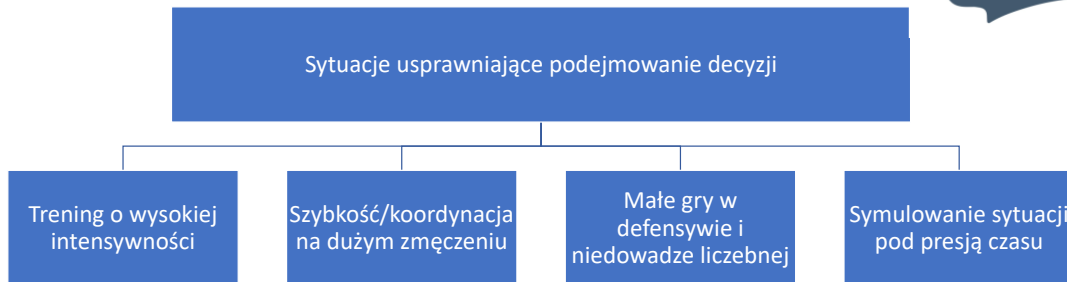 Sytuacje usprawniające podejmowanie decyzji
Trening o wysokiej
intensywności
Szybkość/koordynacja
na dużym zmęczeniu
Małe gry w
defensywie i
niedowadze liczebnej
Symulowanie sytuacji
pod presją czasu